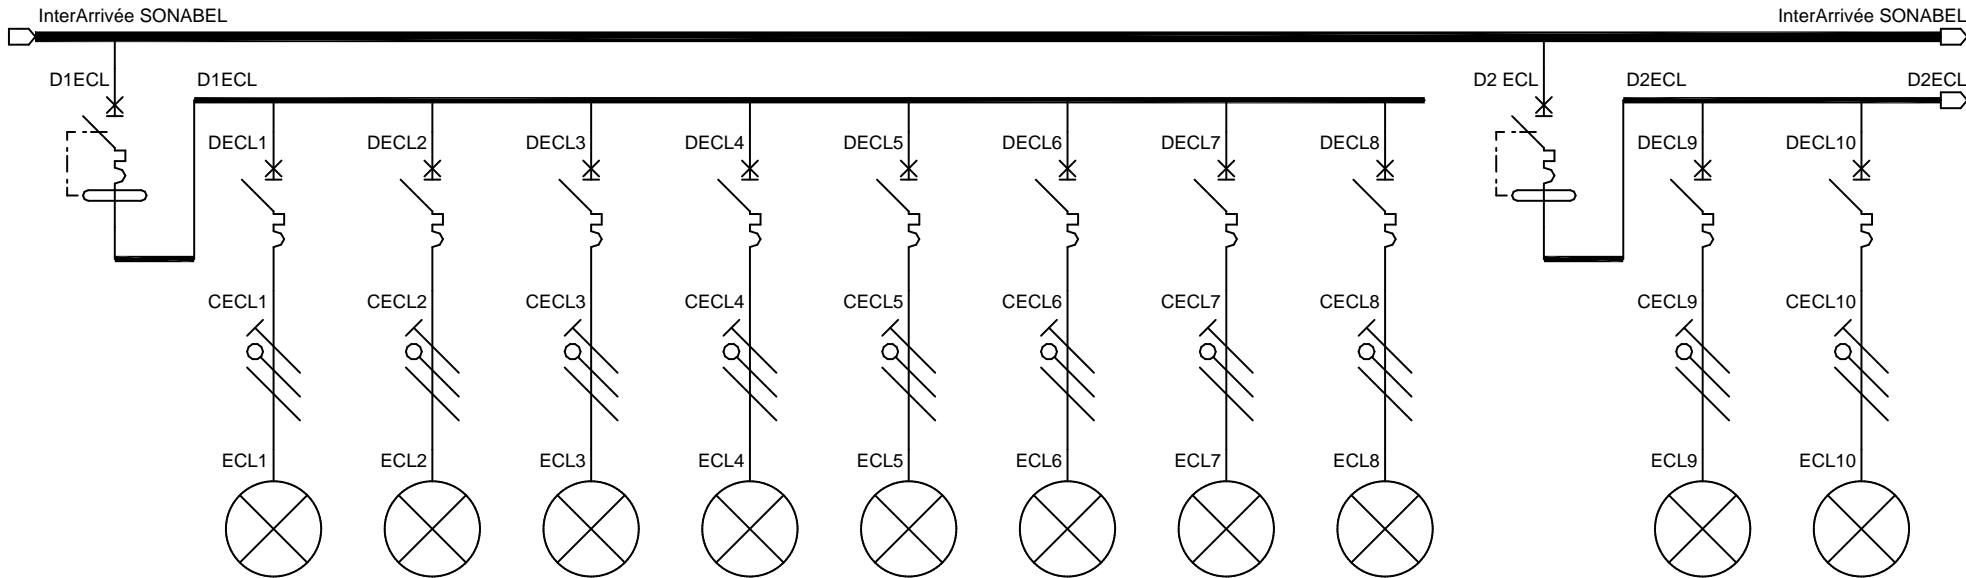 InterArrivée SONABEL InterArrivée SONABEL
D1ECL D1ECL D2 ECL D2ECL D2ECL
DECL1 DECL2 DECL3 DECL4 DECL5 DECL6 DECL7 DECL8 DECL9 DECL10
CECL1 CECL2 CECL3 CECL4 CECL5 CECL6 CECL7 CECL8 CECL9 CECL10
ECL1 ECL2 ECL3 ECL4 ECL5 ECL6 ECL7 ECL8 ECL9 ECL10